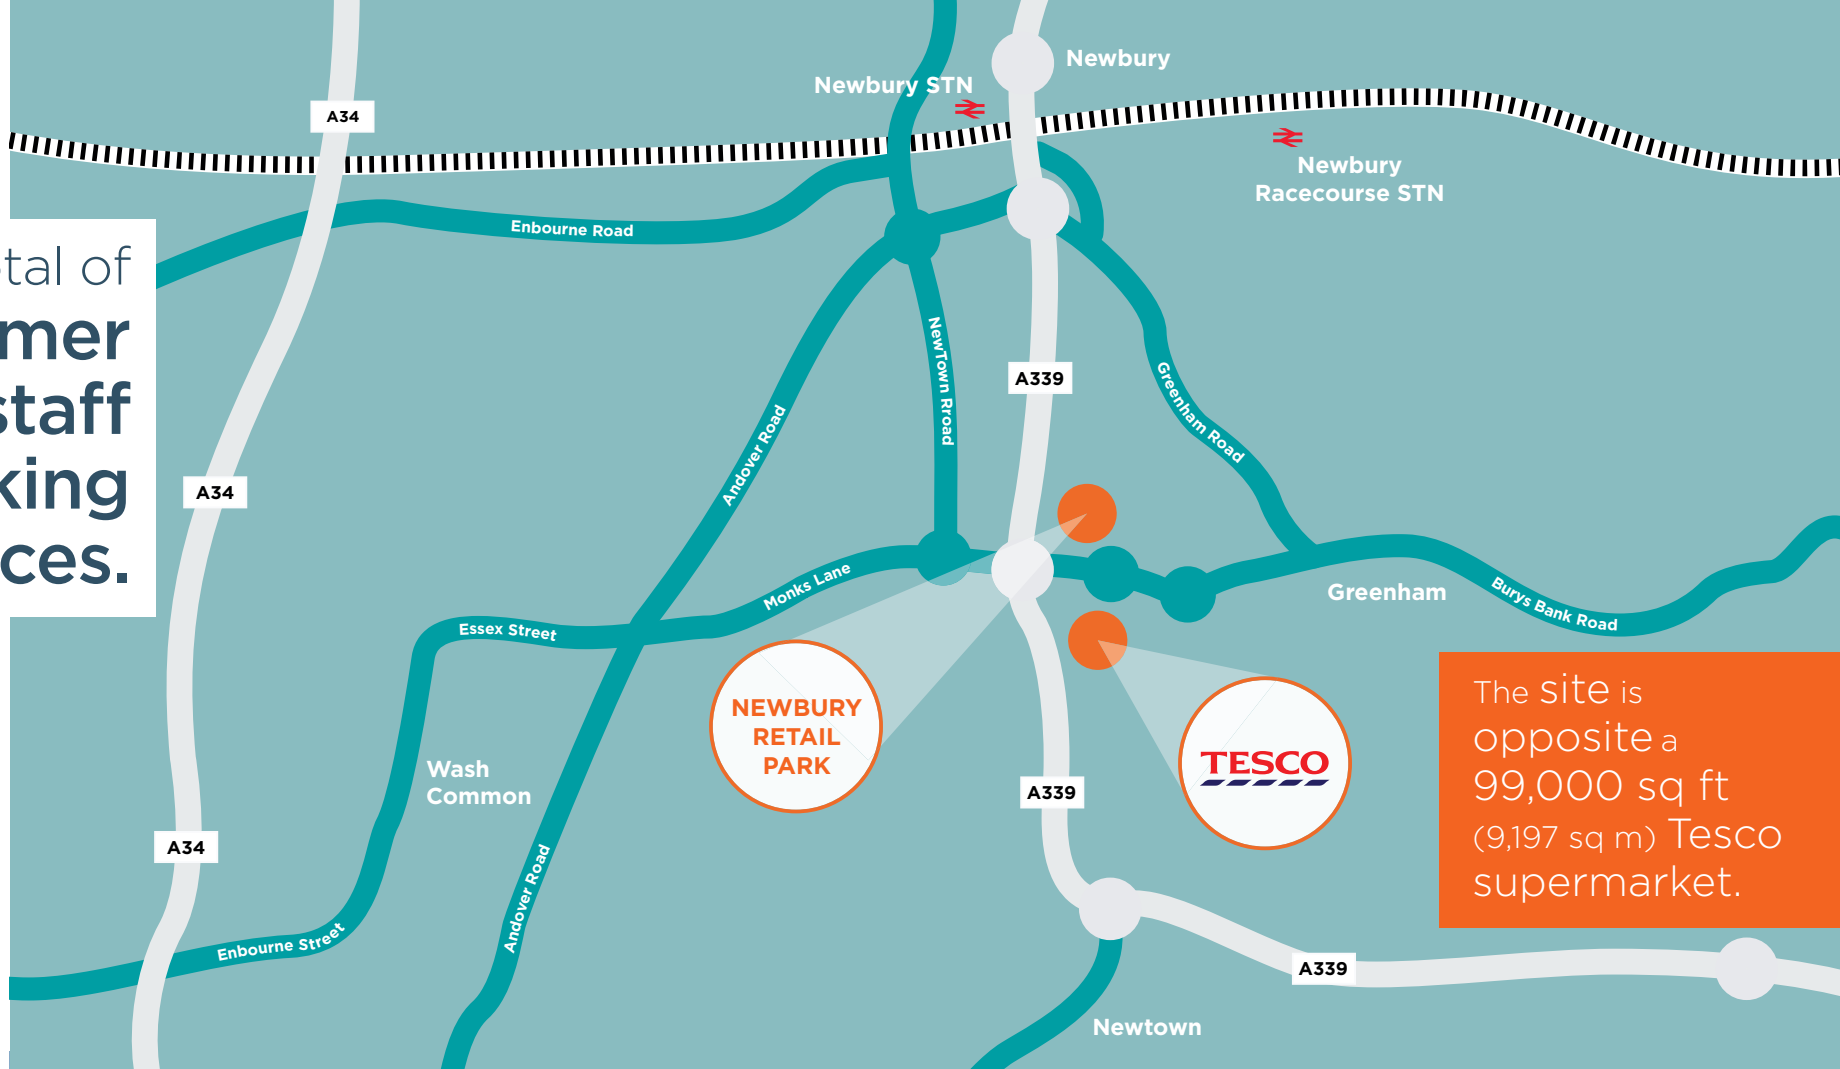 Newbury
Newbury STN
A34
Newbury
Racecourse STN
Enbourne Road
tal of
mer
staff
king
ces.
NewTown Rroad
A339
Greenham Road
Andover Road
A34
Monks Lane
Greenham
Burys Bank Road
Essex Street
NEWBURY
RETAIL
PARK
TESCO
The site is
opposite a
99,000 sq ft
(9,197 sq m) Tesco
supermarket.
Wash
Common
A339
A34
Andover Road
Enbourne Street
A339
Newtown